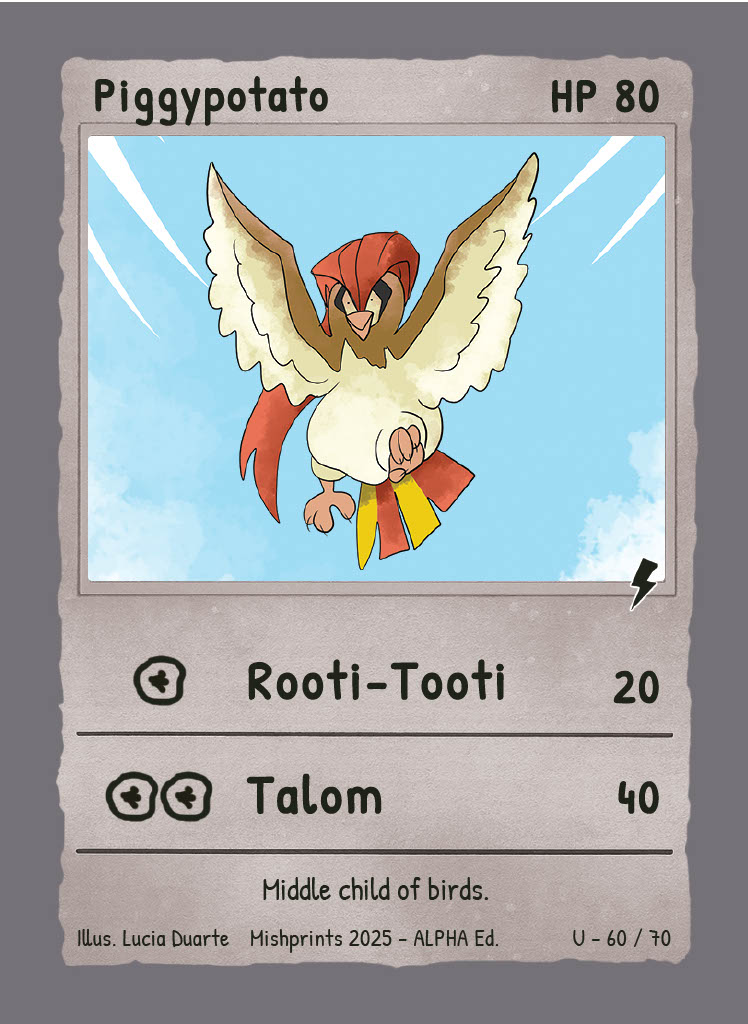 Piggypotato HP 80
Rooti-Tooti 20
Talom 40
Middle child of birds.
Illus. Lucia Duarte Mishprints 2025 - ALPHA Ed. U - 60 / 70